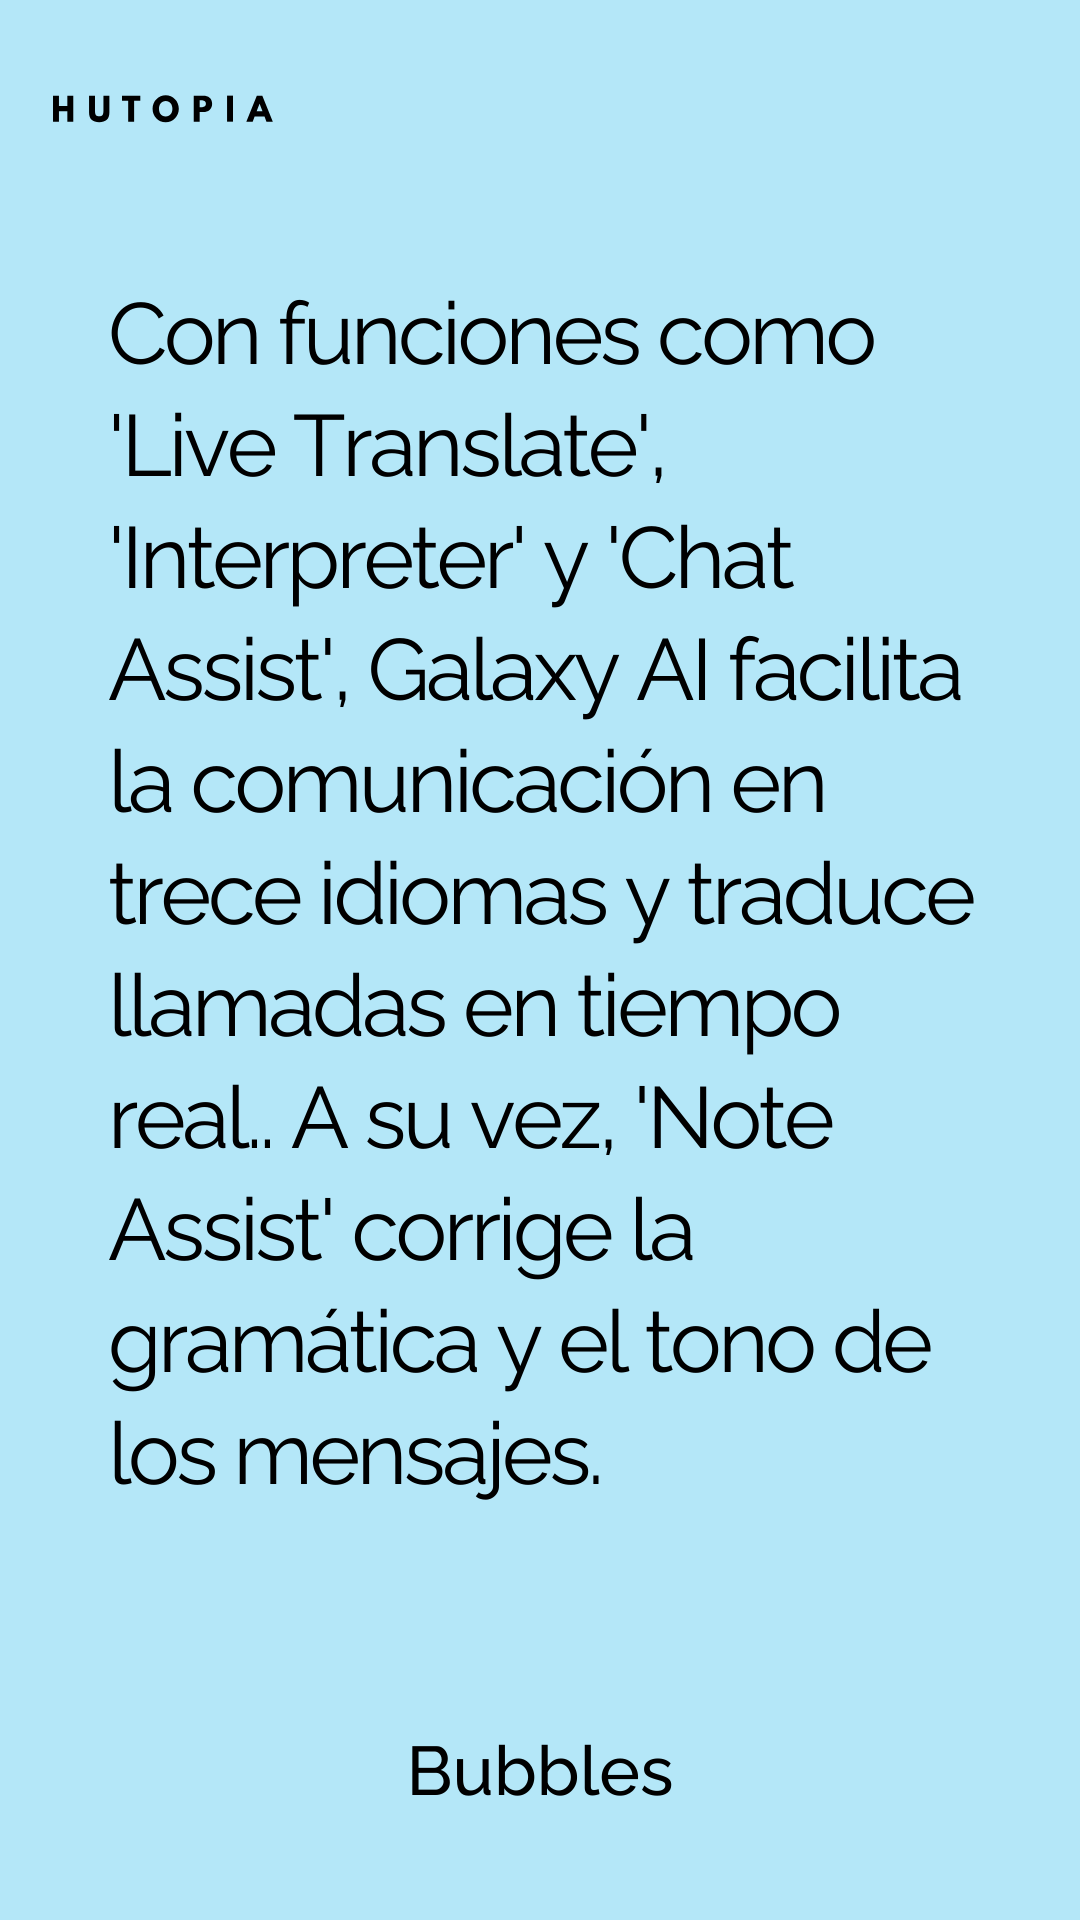 HUTOPIA
Con funciones como
'Live Translate',
'Interpreter' y 'Chat
Assist', Galaxy AI facilita
la comunicación en
trece idiomas y traduce
llamadas en tiempo
real.. A su vez, 'Note
Assist' corrige la
gramática y el tono de
los mensajes.
Bubbles